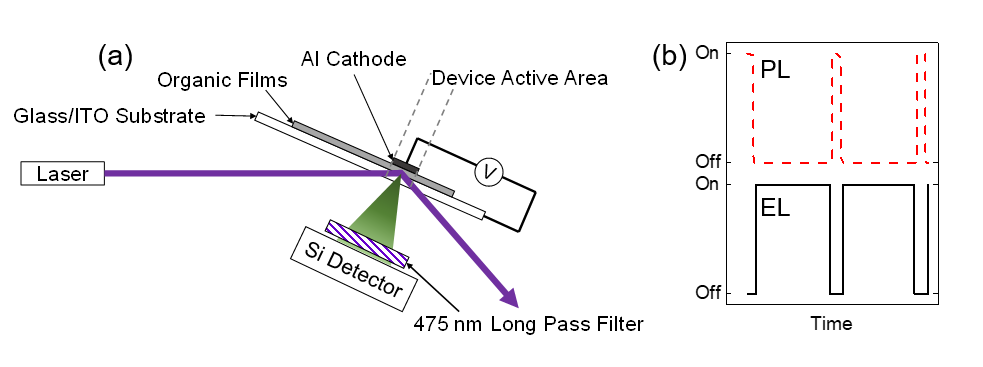 (a)
Al Cathode
Organic Films
Device Active Area
Glass/ITO Substrate
Laser
V
Si Detector
475 nm Long Pass Filter
(b)
On
PL
Off
On
EL
Off
Time